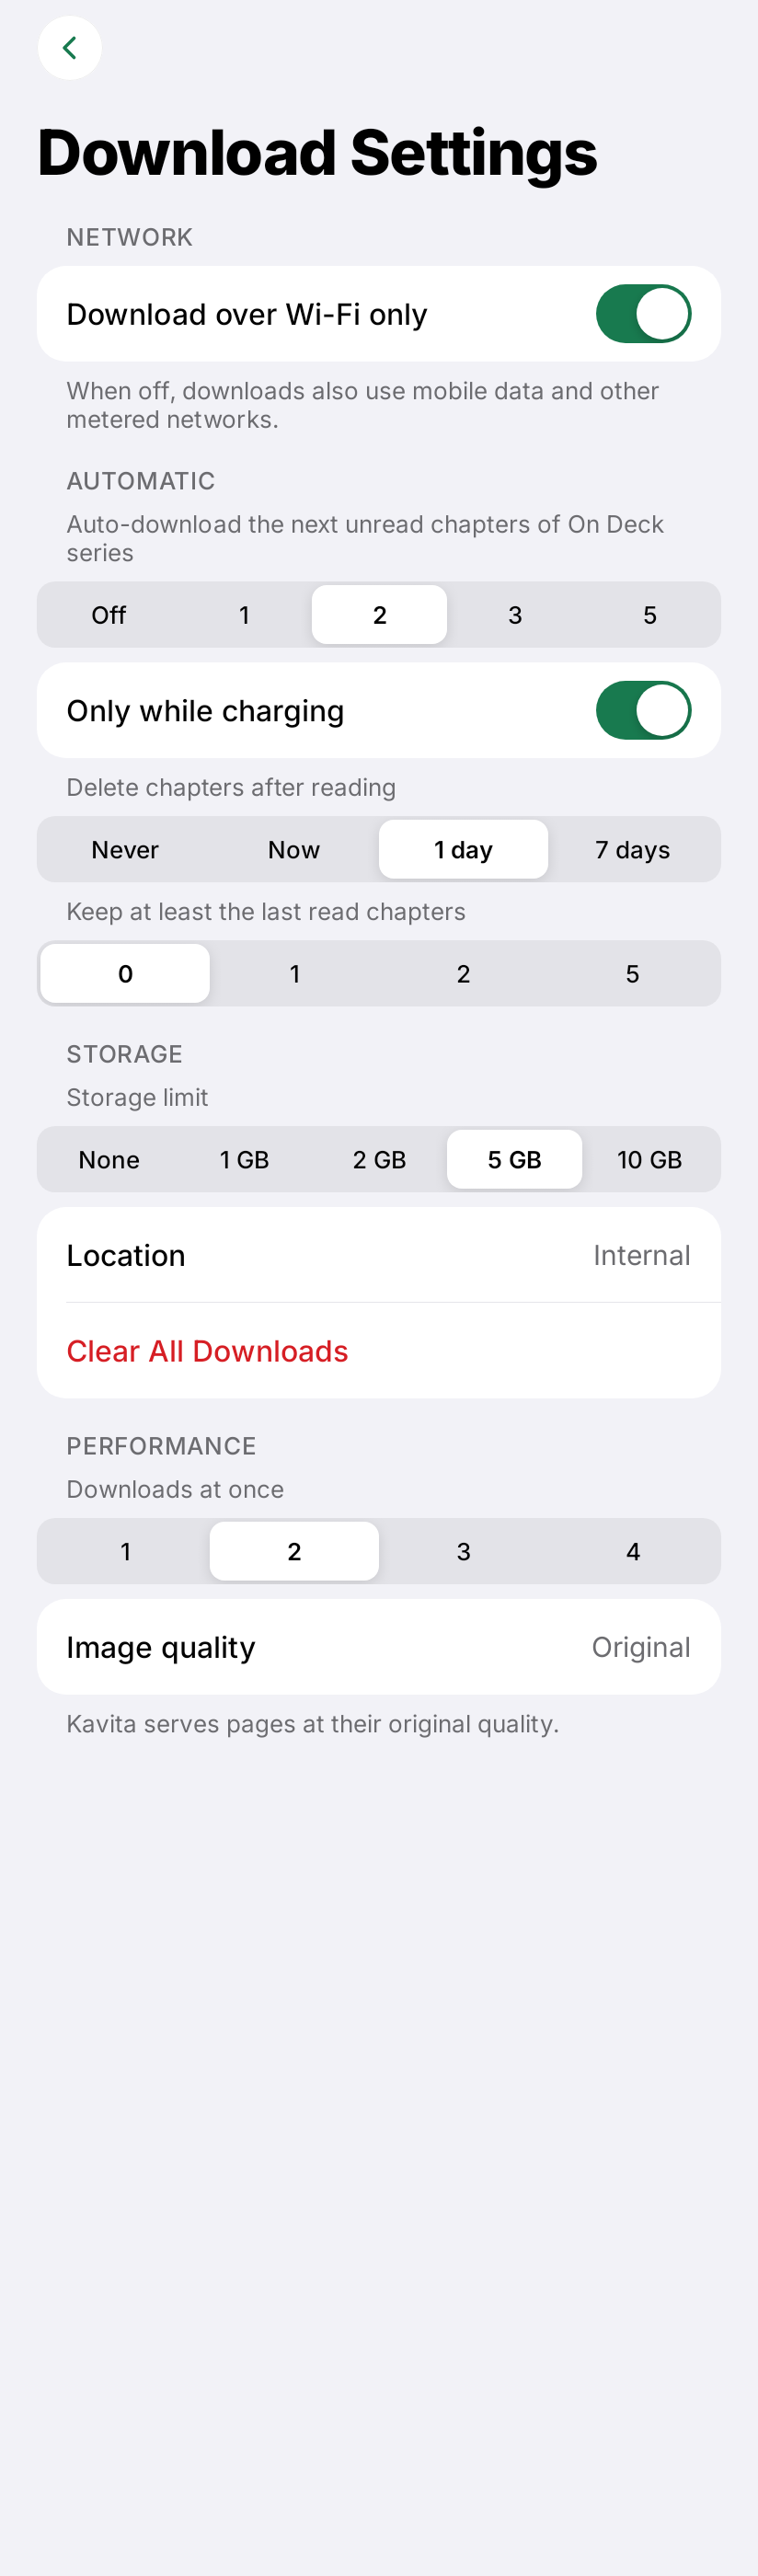 Download Settings
NETWORK
Download over Wi-Fi only
When off, downloads also use mobile data and other
metered networks.
AUTOMATIC
Auto-download the next unread chapters of On Deck
series
Off 1 2 3 5
Only while charging
Delete chapters after reading
Never Now 1 day 7 days
Keep at least the last read chapters
0 1 2 5
STORAGE
Storage limit
None 1 GB 2 GB 5 GB 10 GB
Location Internal
Clear All Downloads
PERFORMANCE
Downloads at once
1 2 3 4
Image quality Original
Kavita serves pages at their original quality.